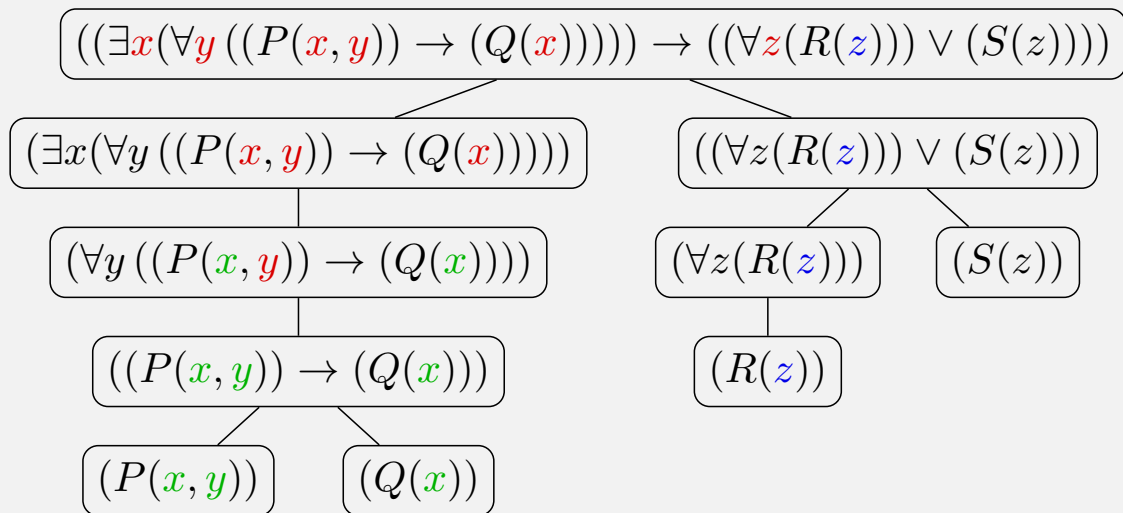 ((∃x(∀y ((P(x, y)) → (Q(x))))) → ((∀z(R(z))) ∨ (S(z))))
(∃x(∀y ((P(x, y)) → (Q(x))))) ((∀z(R(z))) ∨ (S(z)))
(∀y ((P(x, y)) → (Q(x)))) (∀z(R(z))) (S(z))
((P(x, y)) → (Q(x))) (R(z))
(P(x, y)) (Q(x))